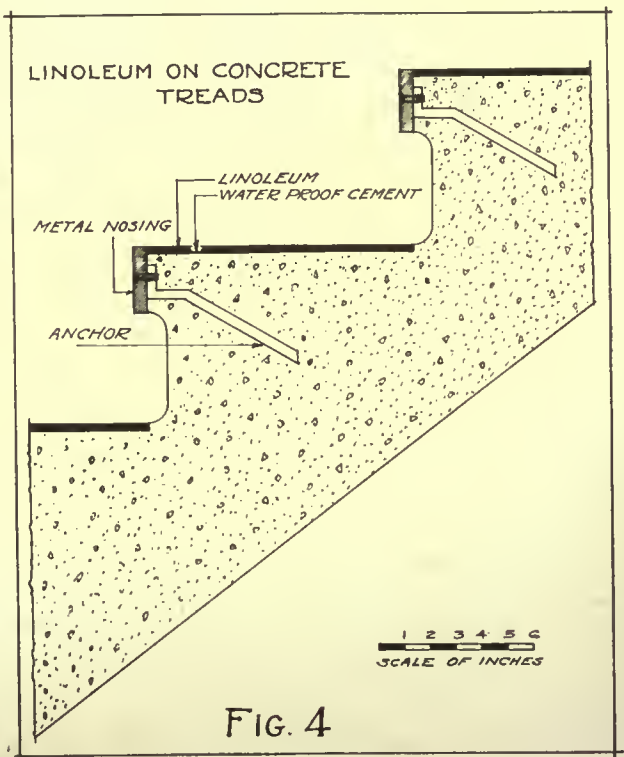 LINOLEUM ON CONCRETE
TREADS
LINOLEUM
WATER PROOF CEMENT
METAL NOSING
ANCHOR
1 2 3 4 5 6
SCALE OF INCHES
FIG. 4